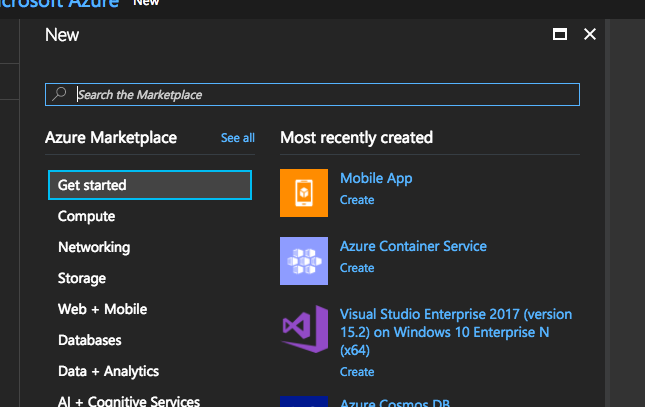 Microsoft Azure New
New
Search the Marketplace
Azure Marketplace See all
Get started
Compute
Networking
Storage
Web + Mobile
Databases
Data + Analytics
AI + Cognitive Services
Most recently created
Mobile App
Create
Azure Container Service
Create
Visual Studio Enterprise 2017 (version
15.2) on Windows 10 Enterprise N
(x64)
Create
Azure Cosmos DB